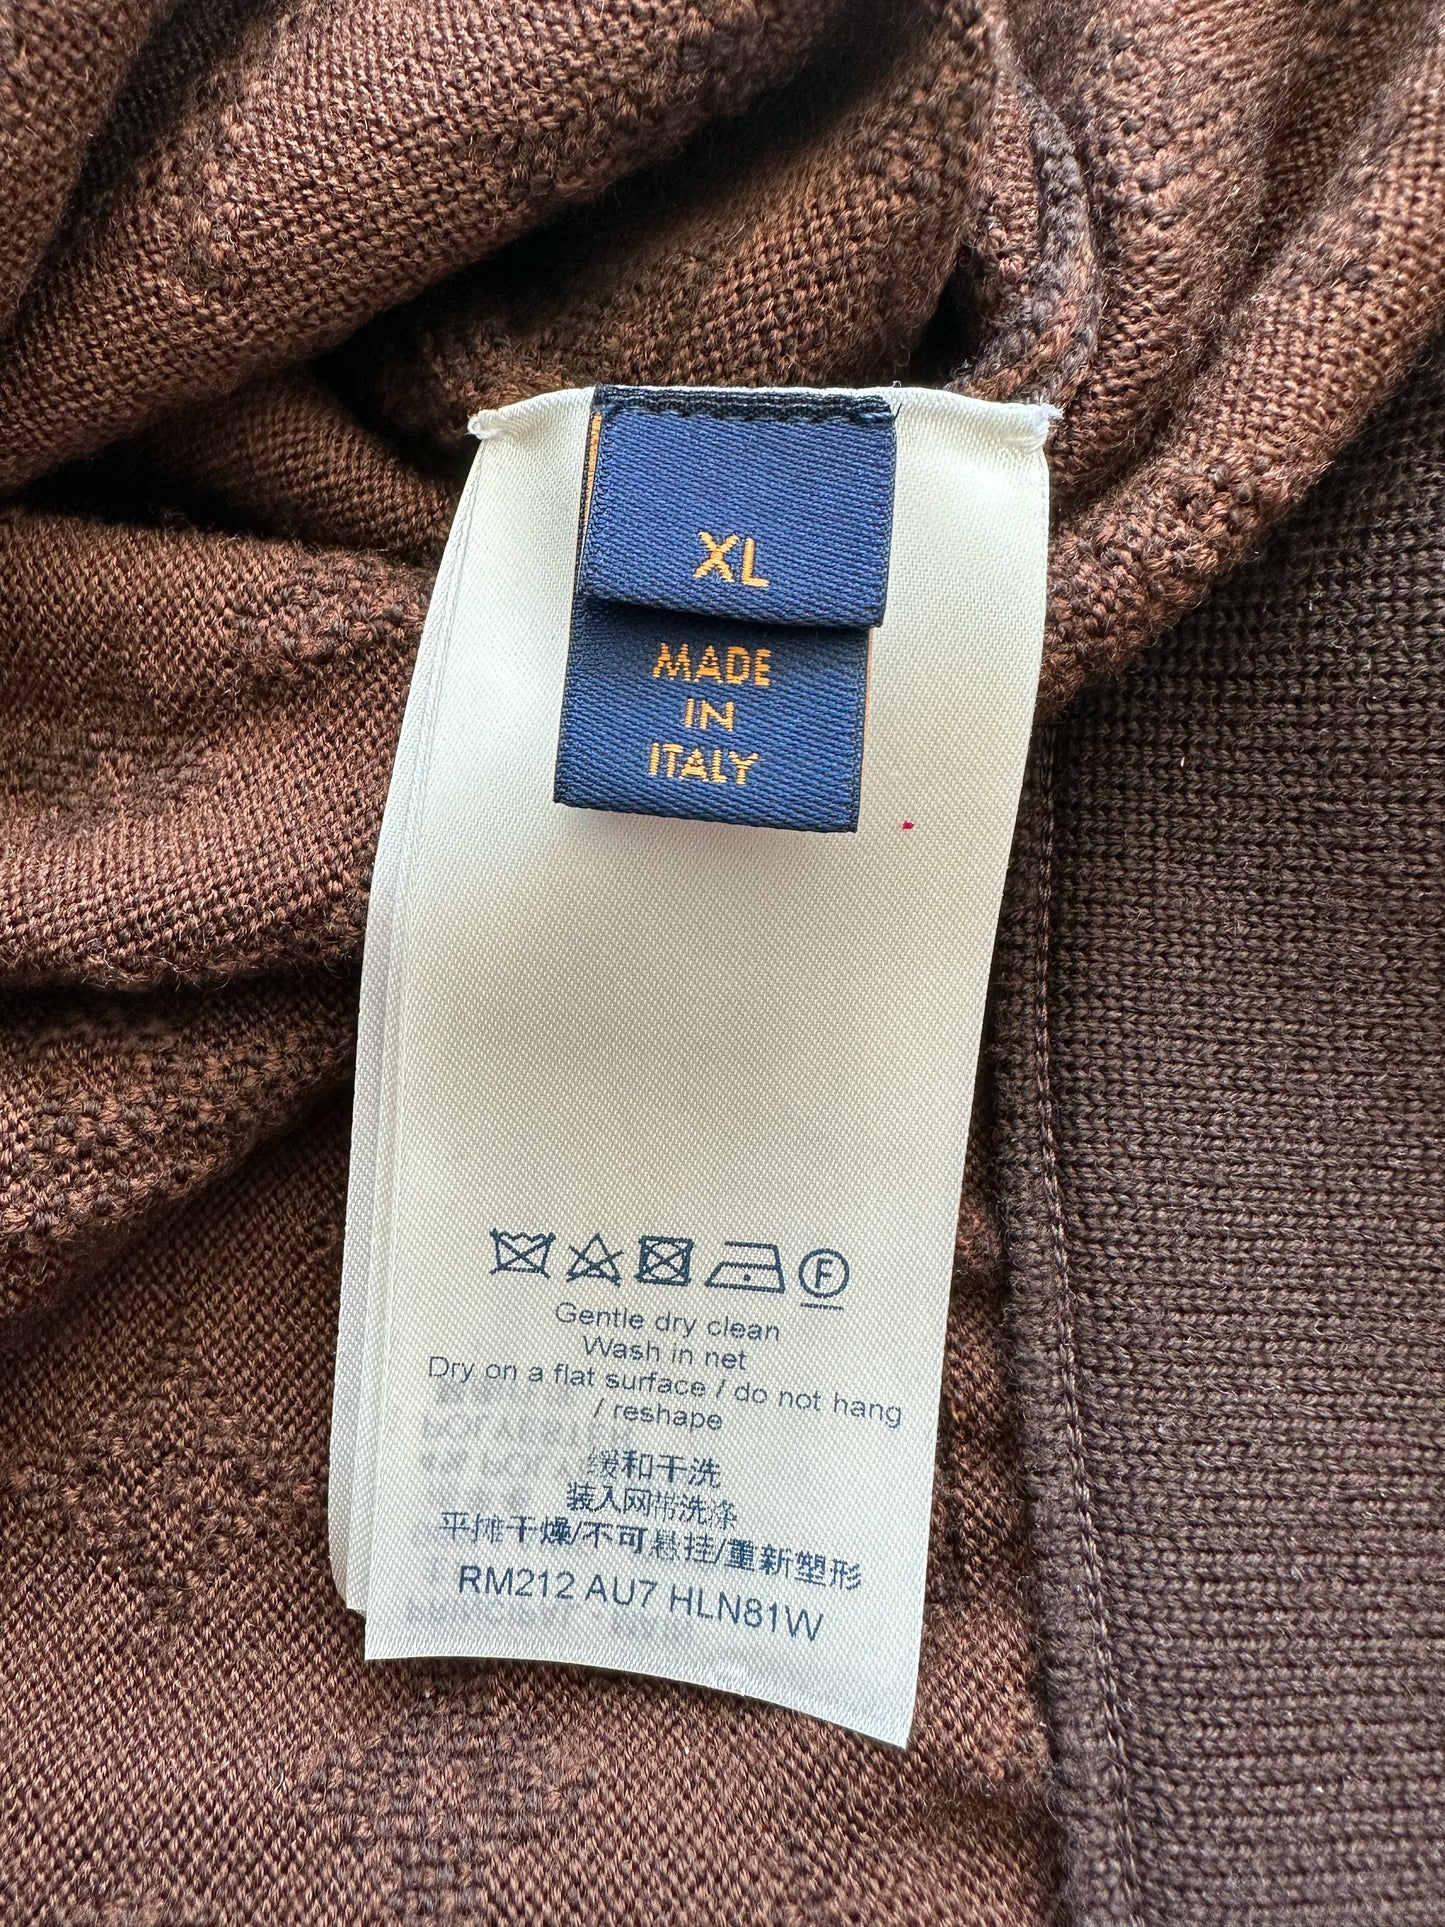 XL
MADE
IN
ITALY
F
Gentle dry clean
Wash in net
Dry on a flat surface / do not hang
/ reshape
缓和干洗
装入网帮洗涤
平摊干燥/不可悬挂/重新塑形
RM212 AU7 HLN81W